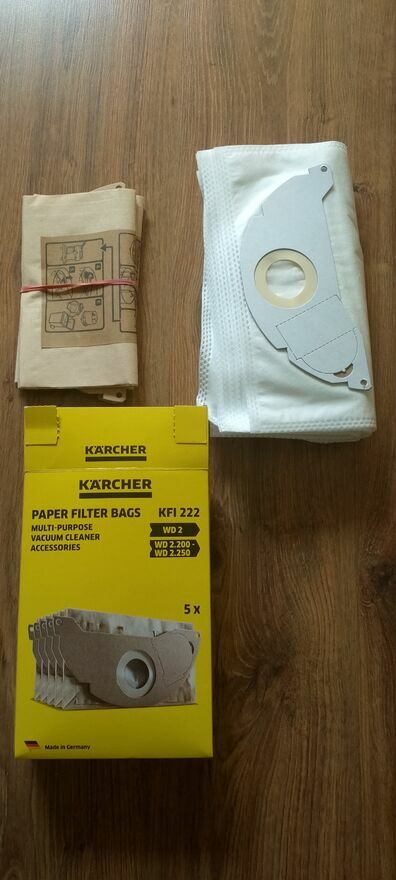 KÄRCHER
KÄRCHER
PAPER FILTER BAGS KFI 222
MULTI-PURPOSE
VACUUM CLEANER
ACCESSORIES
WD 2
WD 2.200 -
WD 2.250
5 x
Made in Germany